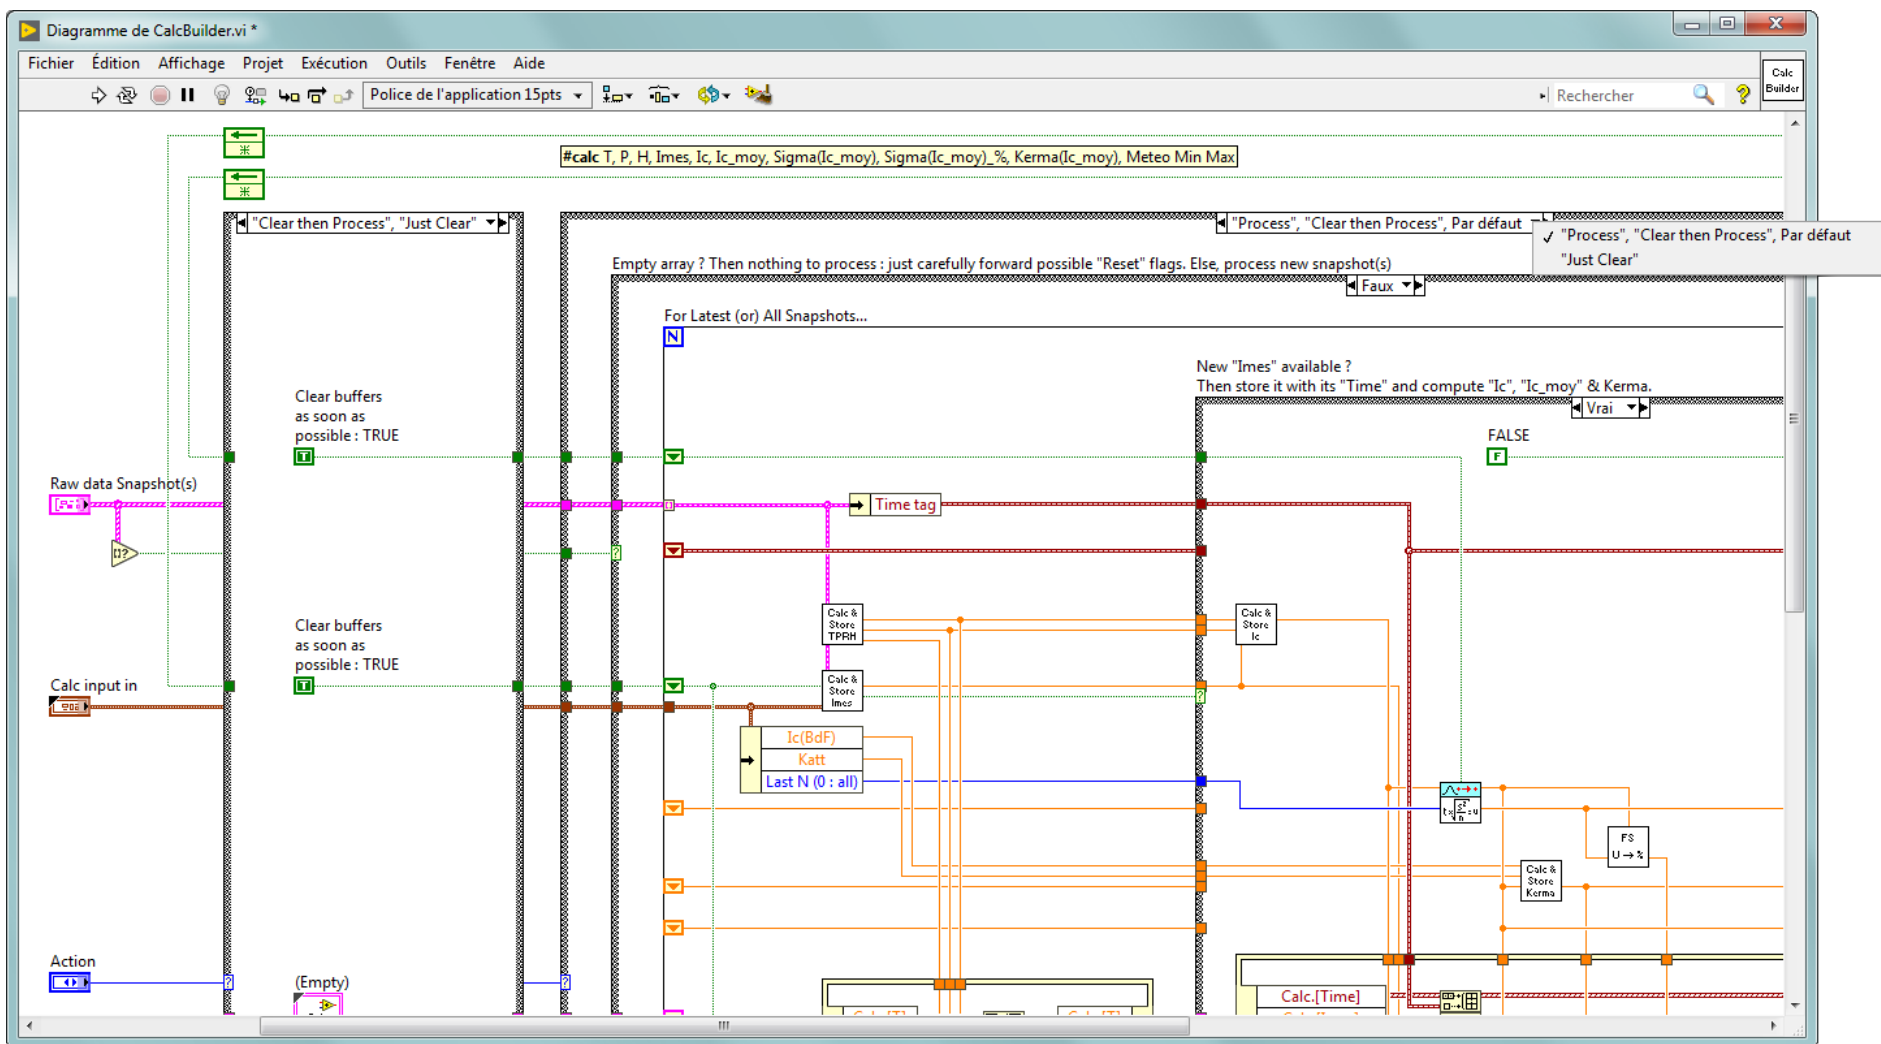 Diagramme de CalcBuilder.vi *
Fichier Édition Affichage Projet Exécution Outils Fenêtre Aide
Police de l'application 15pts
Rechercher
Calc
Builder
#calc T, P, H, Imes, Ic, Ic_moy, Sigma(Ic_moy), Sigma(Ic_moy)_%, Kerma(Ic_moy), Meteo Min Max
"Clear then Process", "Just Clear"
"Process", "Clear then Process", Par défaut
"Process", "Clear then Process", Par défaut
"Just Clear"
Empty array ? Then nothing to process : just carefully forward possible "Reset" flags. Else, process new snapshot(s)
Faux
For Latest (or) All Snapshots...
N
New "Imes" available ?
Then store it with its "Time" and compute "Ic", "Ic_moy" & Kerma.
Vrai
Clear buffers
as soon as
possible : TRUE
T
FALSE
F
Raw data Snapshot(s)
Time tag
Calc &
Store
TPRH
Calc &
Store
Ic
Clear buffers
as soon as
possible : TRUE
T
Calc input in
Calc &
Store
Imes
Ic(BdF)
Katt
Last N (0 : all)
FS
U→%
Calc &
Store
Kerma
Action
(Empty)
Calc.[Time]